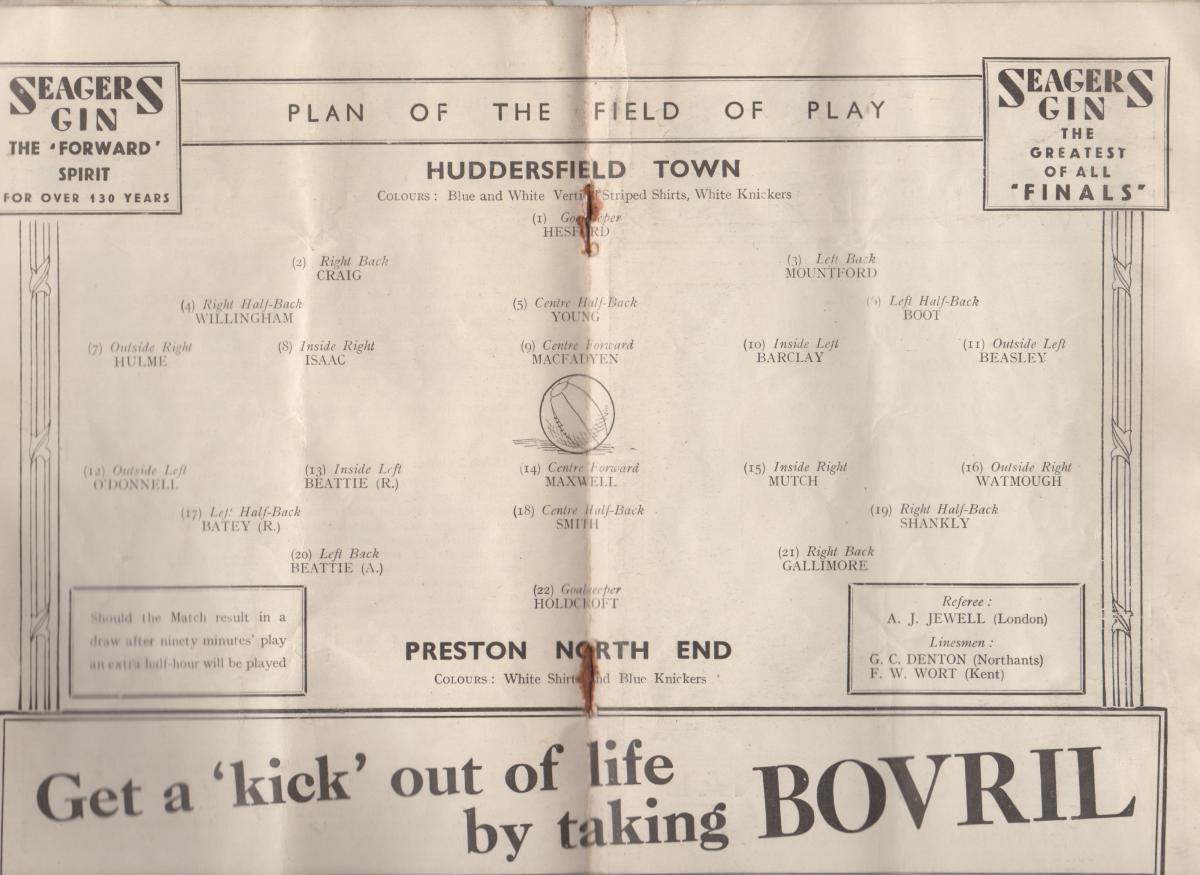 SEAGERS
GIN
THE 'FORWARD'
SPIRIT
FOR OVER 130 YEARS
PLAN OF THE FIELD OF PLAY
SEAGERS
GIN
THE
GREATEST
OF ALL
"FINALS"
HUDDERSFIELD TOWN
COLOURS: Blue and White Striped Shirts, White Knickers
(1)
HESFORD
(2) Right Back
CRAIG
(3) Left Back
MOUNTFORD
(4) Right Half-Back
WILLINGHAM
(5) Centre Half-Back
YOUNG
Left Half-Back
BOOT
(7) Outside Right
HULME
(8) Inside Right
ISAAC
(9) Centre Forward
MACFADYEN
(10) Inside Left
BARCLAY
(11) Outside Left
BEASLEY
(12) Outside Left
O'DONNELL
(13) Inside Left
BEATTIE (R.)
(14) Centre Forward
MAXWELL
(15) Inside Right
MUTCH
(16) Outside Right
WATMOUGH
(17) Left Half-Back
BATEY (R.)
(18) Centre Half-Back
SMITH
(19) Right Half-Back
SHANKLY
(20) Left Back
BEATTIE (A.)
(21) Right Back
GALLIMORE
(22) Goalkeeper
HOLDCROFT
Should the Match result in a
draw after ninety minutes' play
an extra half-hour will be played
Referee:
A. J. JEWELL (London)
Linesmen:
G. C. DENTON (Northants)
F. W. WORT (Kent)
PRESTON NORTH END
COLOURS: White Shirts and Blue Knickers
Get a 'kick' out of life
by taking BOVRIL